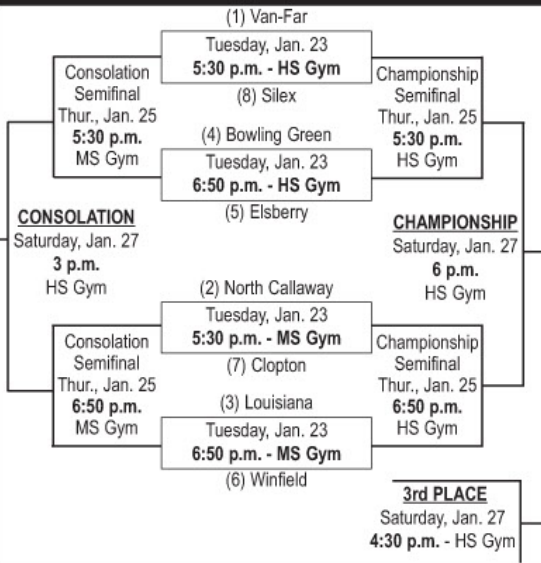 (1) Van-Far
Tuesday, Jan. 23
5:30 p.m. - HS Gym
(8) Silex
Consolation
Semifinal
Thur., Jan. 25
5:30 p.m.
MS Gym
Championship
Semifinal
Thur., Jan. 25
5:30 p.m.
HS Gym
(4) Bowling Green
Tuesday, Jan. 23
6:50 p.m. - HS Gym
(5) Elsberry
CONSOLATION
Saturday, Jan. 27
3 p.m.
HS Gym
CHAMPIONSHIP
Saturday, Jan. 27
6 p.m.
HS Gym
(2) North Callaway
Tuesday, Jan. 23
5:30 p.m. - MS Gym
(7) Clopton
Consolation
Semifinal
Thur., Jan. 25
6:50 p.m.
MS Gym
Championship
Semifinal
Thur., Jan. 25
6:50 p.m.
HS Gym
(3) Louisiana
Tuesday, Jan. 23
6:50 p.m. - MS Gym
(6) Winfield
3rd PLACE
Saturday, Jan. 27
4:30 p.m. - HS Gym